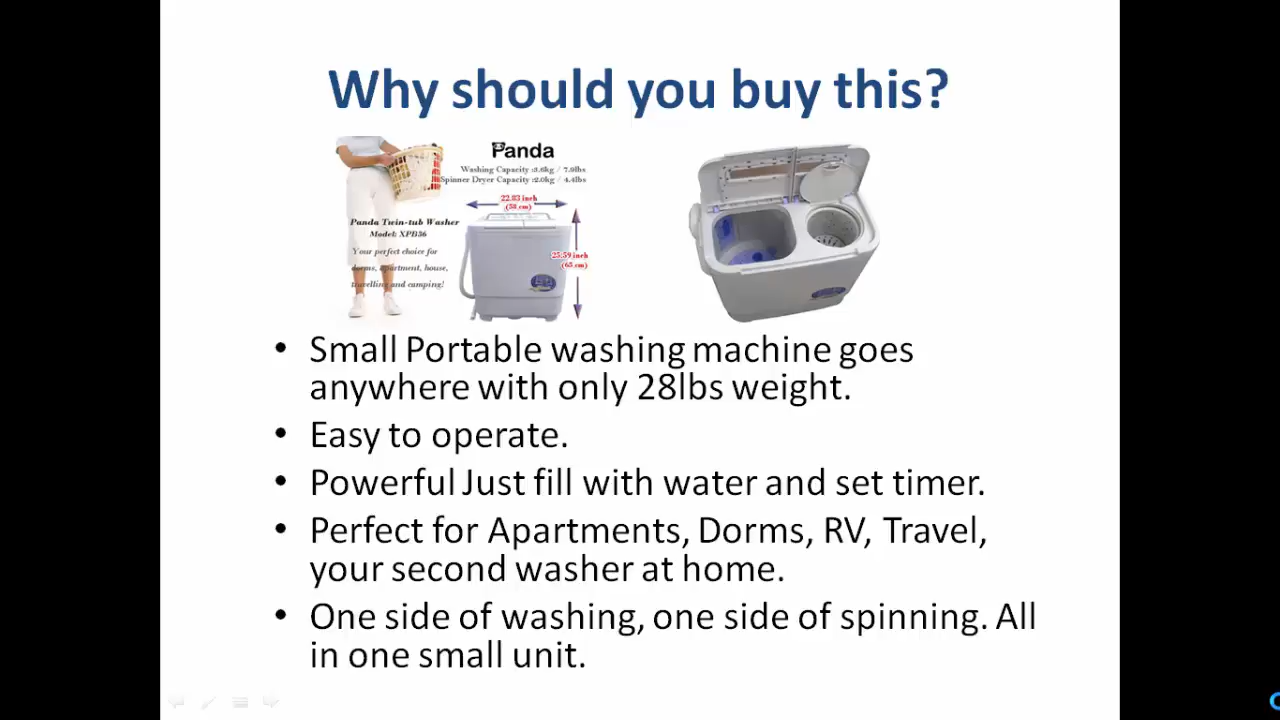 Why should you buy this?
Panda
Washing Capacity :3.6kg / 7.9lbs
Spinner Dryer Capacity :2.0kg / 4.4lbs
22.83 inch
(58 cm)
Panda Twin-tub Washer
Model: XPB36
Your perfect choice for
dorms, apartment, house,
travelling and camping!
25.59 inch
(65 cm)
• Small Portable washing machine goes
anywhere with only 28lbs weight.
• Easy to operate.
• Powerful Just fill with water and set timer.
• Perfect for Apartments, Dorms, RV, Travel,
your second washer at home.
• One side of washing, one side of spinning. All
in one small unit.